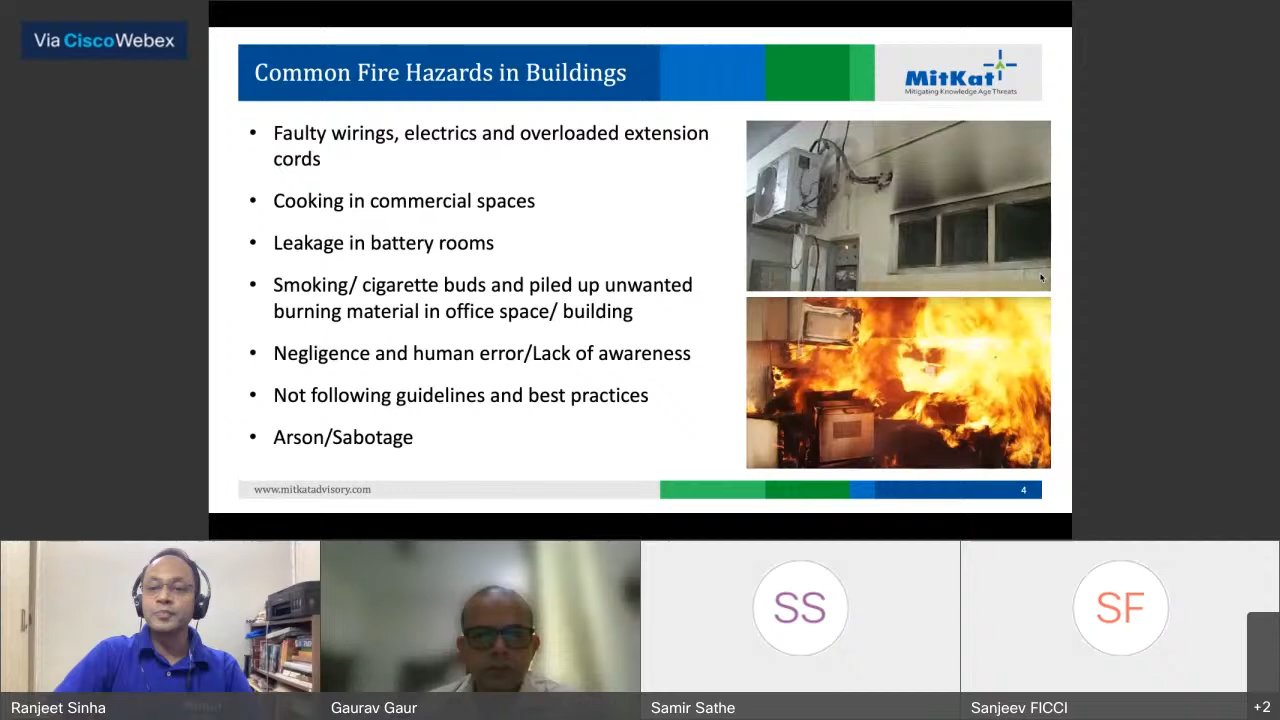 Via Cisco Webex
Common Fire Hazards in Buildings
MitKat
Mitigating Knowledge Age Threats
• Faulty wirings, electrics and overloaded extension
cords
• Cooking in commercial spaces
• Leakage in battery rooms
• Smoking/ cigarette buds and piled up unwanted
burning material in office space/ building
• Negligence and human error/Lack of awareness
• Not following guidelines and best practices
• Arson/Sabotage
www.mitkatadvisory.com
4
SS
SF
Ranjeet Sinha
Gaurav Gaur
Samir Sathe
Sanjeev FICCI
+2